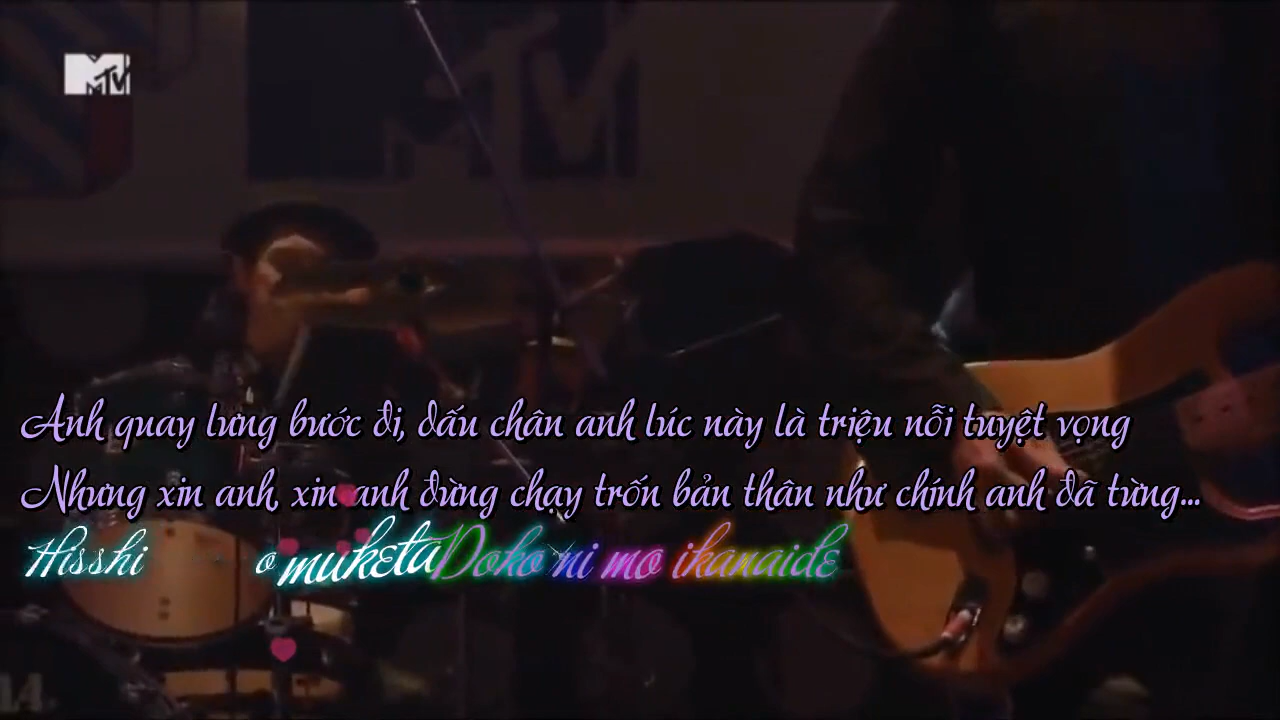 MTV
MTV
Anh quay lưng bước đi, dấu chân anh lúc này là triệu nỗi tuyệt vọng
Nhưng xin anh, xin anh đừng chạy trốn bản thân như chính anh đã từng...
Hisshi o muketa Doko ni mo ikanaide